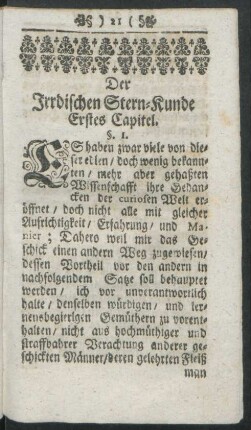 ) 21 (
Der
Jrrdischen Stern-Kunde
Erstes Capitel.
§. 1.
ES haben zwar viele von die-
ser edlen / doch wenig bekann-
ten / mehr aber gehaßten
Wissenschafft ihre Gedan-
cken der curiosen Welt er-
öffnet / doch nicht alle mit gleicher
Aufrichtigkeit / Erfahrung / und Ma-
nier; Dahero weil mir das Ge-
schick einen andern Weg zugewiesen /
dessen Vortheil vor den andern in
nachfolgendem Satze soll behauptet
werden / ich vor unverantwortlich
halte / denselben würdigen / und ler-
nensbegierigen Gemüthern zu vorent-
halten / nicht aus hochmüthiger und
straffbahrer Verachtung anderer ge-
schickten Männer / deren gelehrten Fleiß
man